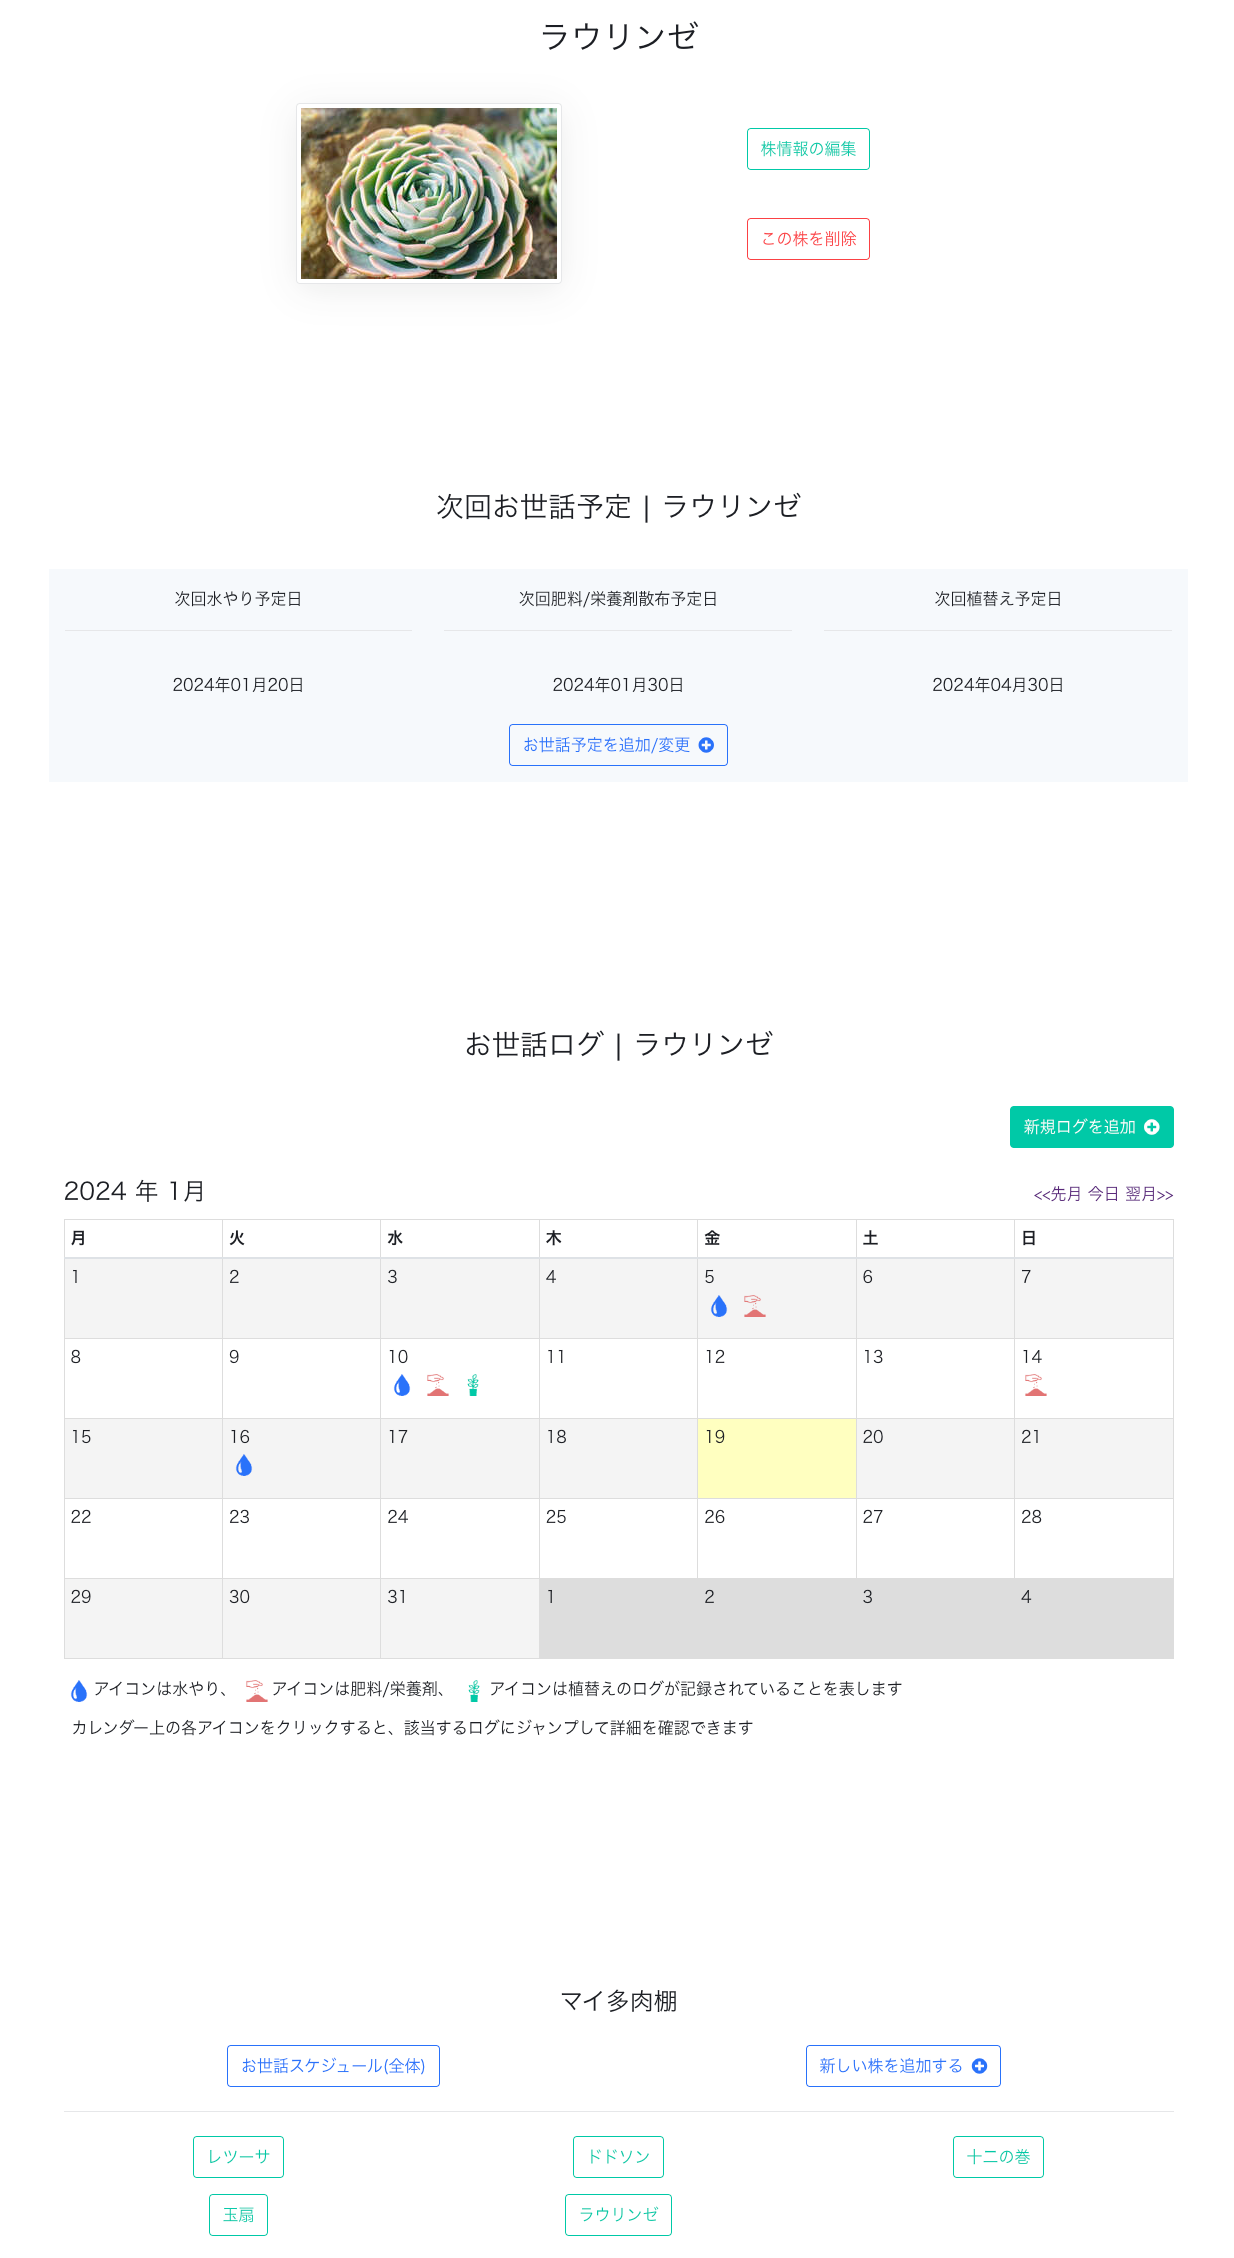 ラウリンゼ
株情報の編集
この株を削除
次回お世話予定 | ラウリンゼ
次回水やり予定日 次回肥料/栄養剤散布予定日 次回植替え予定日
2024年01月20日 2024年01月30日 2024年04月30日
お世話予定を追加/変更
お世話ログ | ラウリンゼ
新規ログを追加
2024 年 1月 <<先月 今日 翌月>>
月 火 水 木 金 土 日
1 2 3 4 5 6 7
8 9 10 11 12 13 14
15 16 17 18 19 20 21
22 23 24 25 26 27 28
29 30 31 1 2 3 4
アイコンは水やり、 アイコンは肥料/栄養剤、 アイコンは植替えのログが記録されていることを表します
カレンダー上の各アイコンをクリックすると、該当するログにジャンプして詳細を確認できます
マイ多肉棚
お世話スケジュール(全体) 新しい株を追加する
レツーサ ドドソン 十二の巻
玉扇 ラウリンゼ